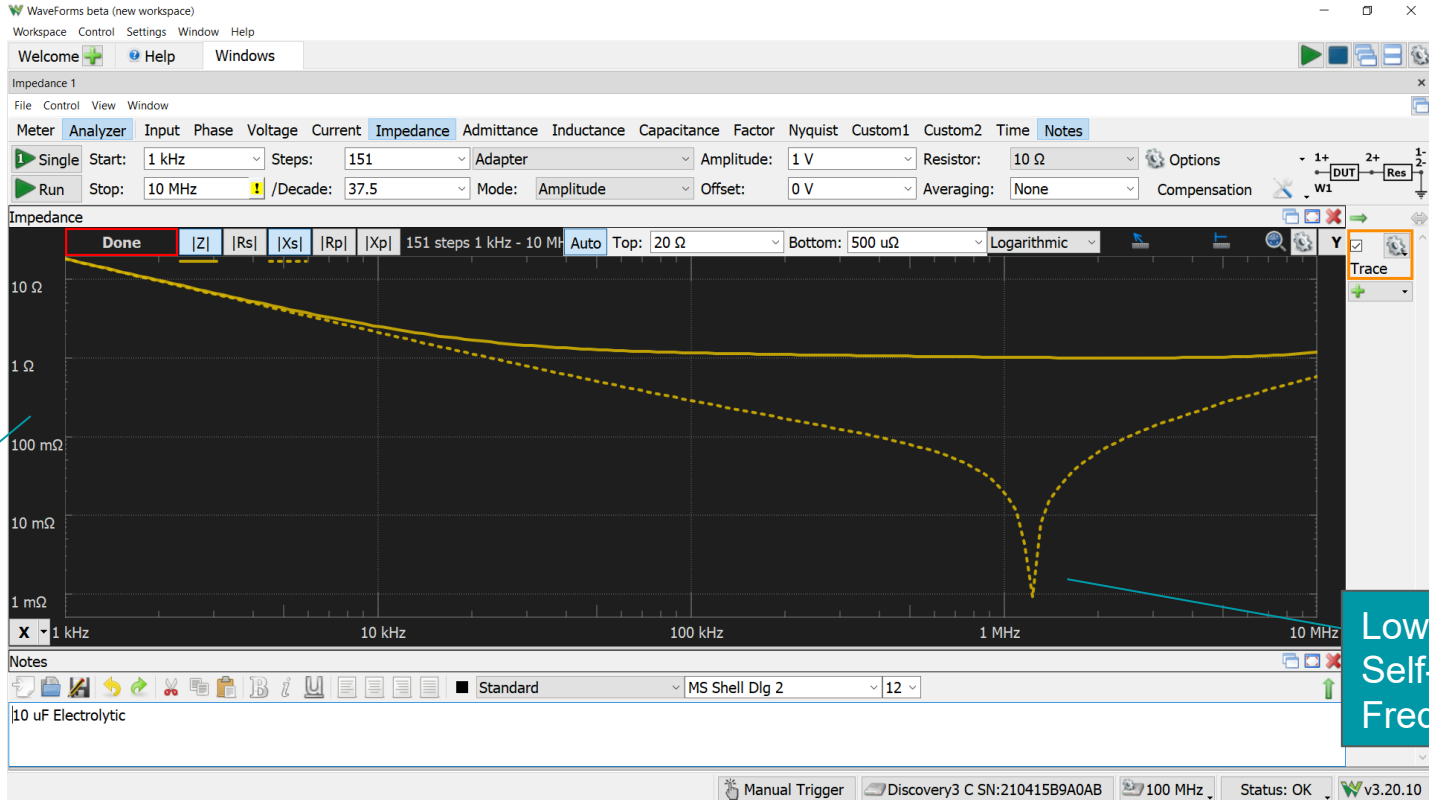 WaveForms beta (new workspace)
Workspace Control Settings Window Help
Welcome Help Windows
Impedance 1
File Control View Window
Meter Analyzer Input Phase Voltage Current Impedance Admittance Inductance Capacitance Factor Nyquist Custom1 Custom2 Time Notes
Single Start: 1 kHz Steps: 151 Adapter Amplitude: 1 V Resistor: 10 Ω Options
Run Stop: 10 MHz ! /Decade: 37.5 Mode: Amplitude Offset: 0 V Averaging: None Compensation
1+ 2+ 1-
2-
DUT Res
W1
Impedance
Done |Z| |Rs| |Xs| |Rp| |Xp| 151 steps 1 kHz - 10 MH Auto Top: 20 Ω Bottom: 500 uΩ Logarithmic Y
Trace
10 Ω
1 Ω
100 mΩ
10 mΩ
1 mΩ
X 1 kHz 10 kHz 100 kHz 1 MHz 10 MHz
Low
Self-
Notes
Standard MS Shell Dlg 2 12
10 uF Electrolytic
Manual Trigger Discovery3 C SN:210415B9A0AB 100 MHz Status: OK v3.20.10